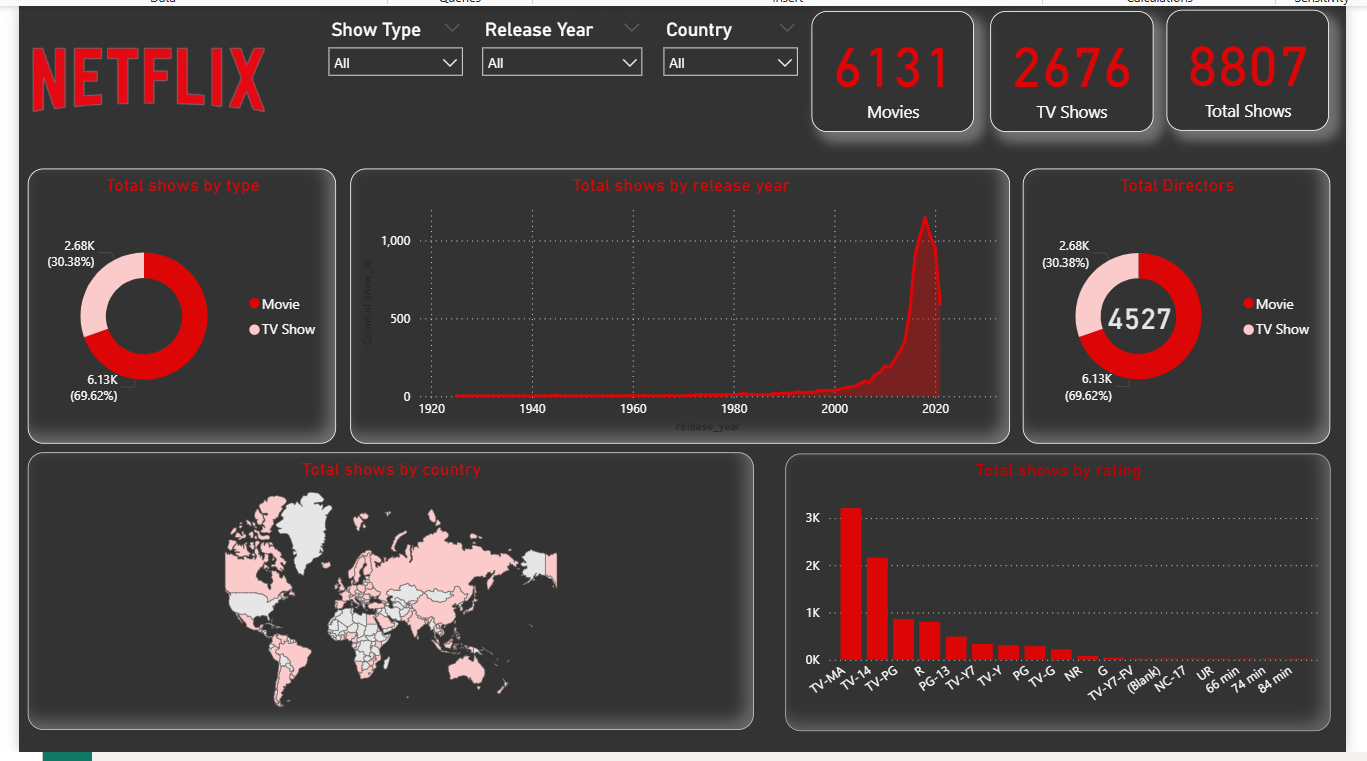 Show Type
Release Year
Country
All
All
All
NETFLIX
6131
Movies
2676
TV Shows
8807
Total Shows
Total shows by type
2.68K
(30.38%)
6.13K
(69.62%)
Movie
TV Show
Total shows by release year
Count of show_id
1,000
500
0
1920
1940
1960
1980
2000
2020
release_year
Total Directors
2.68K
(30.38%)
4527
6.13K
(69.62%)
Movie
TV Show
Total shows by country
Total shows by rating
3K
2K
1K
0K
TV-MA
TV-14
TV-PG
R
PG-13
TV-Y7
TV-Y
PG
TV-G
NR
G
TV-Y7-FV
(Blank)
NC-17
UR
66 min
74 min
84 min